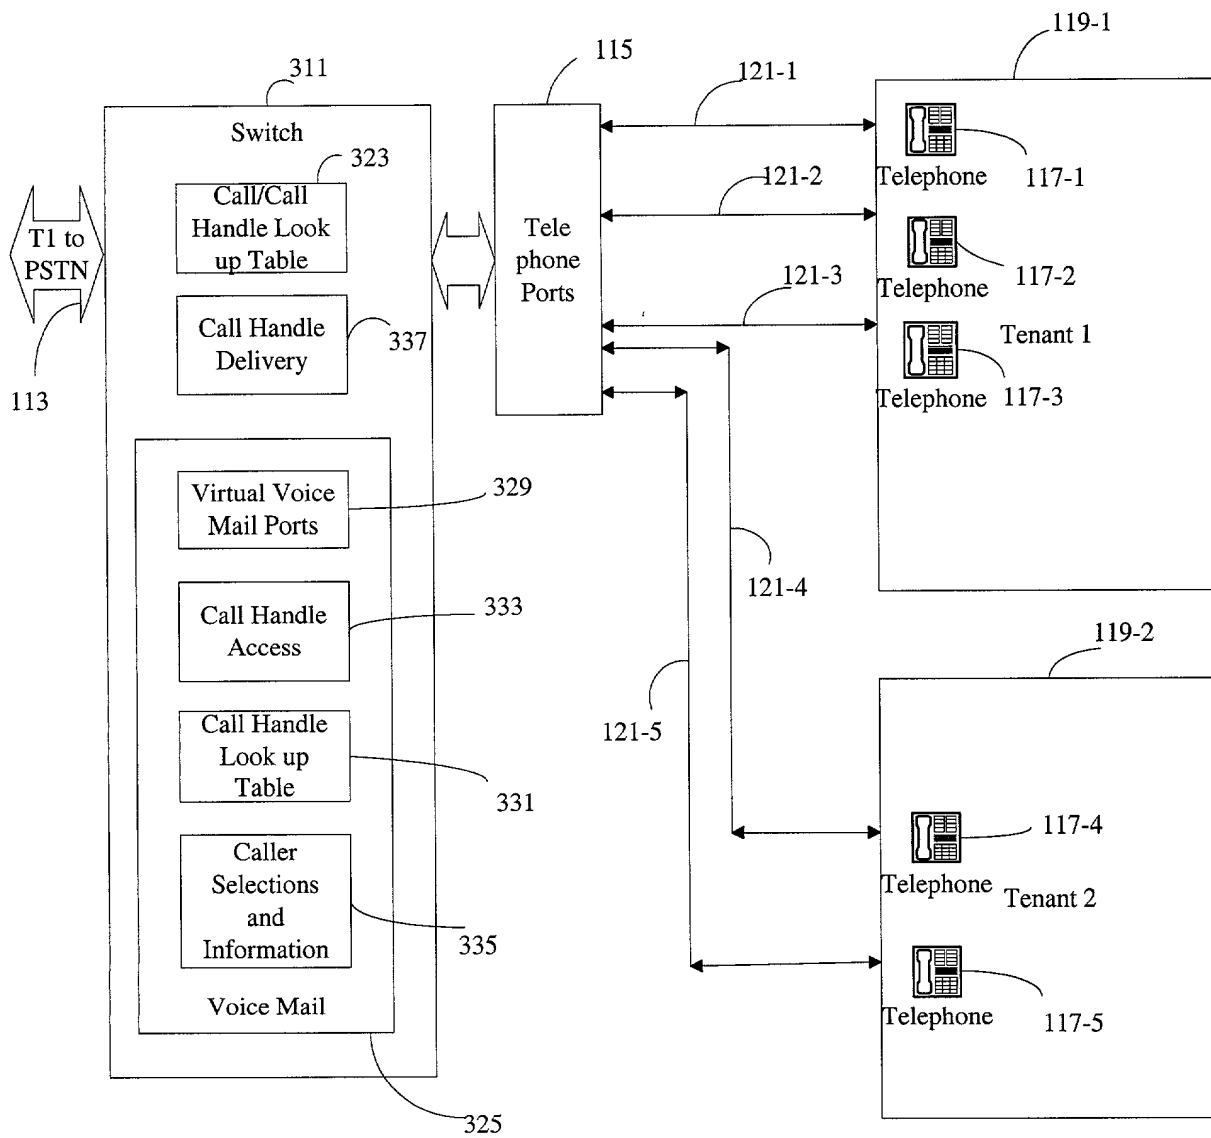 311
115
121-1
119-1
Switch
323
Call/Call
Handle Look
up Table
T1 to
PSTN
113
Call Handle
Delivery
337
Tele
phone
Ports
121-2
121-3
Telephone
117-1
Telephone
117-2
Tenant 1
Telephone
117-3
Virtual Voice
Mail Ports
329
Call Handle
Access
333
121-4
121-5
119-2
Call Handle
Look up
Table
331
Caller
Selections
and
Information
335
Voice Mail
325
117-4
Telephone
Tenant 2
Telephone
117-5